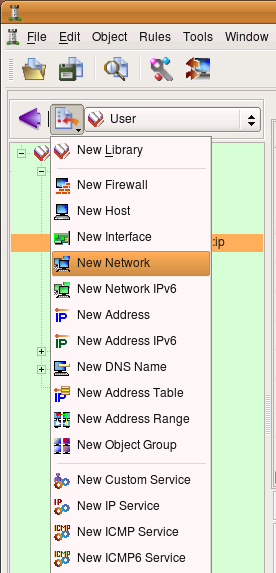 File Edit Object Rules Tools Window
User
New Library
New Firewall
New Host
New Interface
New Network
New Network IPv6
New Address
New Address IPv6
New DNS Name
New Address Table
New Address Range
New Object Group
New Custom Service
New IP Service
New ICMP Service
New ICMP6 Service